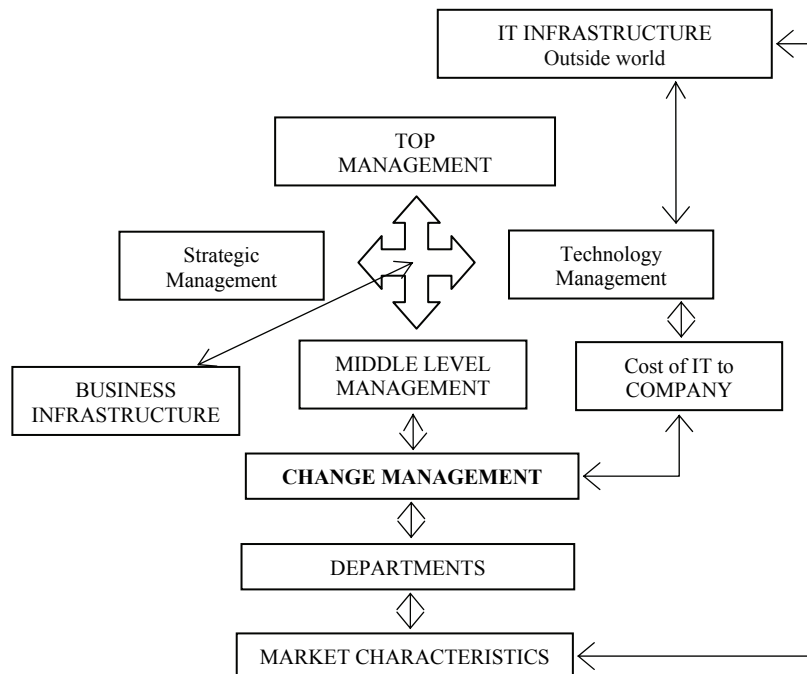 IT INFRASTRUCTURE
Outside world
TOP
MANAGEMENT
Strategic
Management
Technology
Management
BUSINESS
INFRASTRUCTURE
MIDDLE LEVEL
MANAGEMENT
Cost of IT to
COMPANY
CHANGE MANAGEMENT
DEPARTMENTS
MARKET CHARACTERISTICS